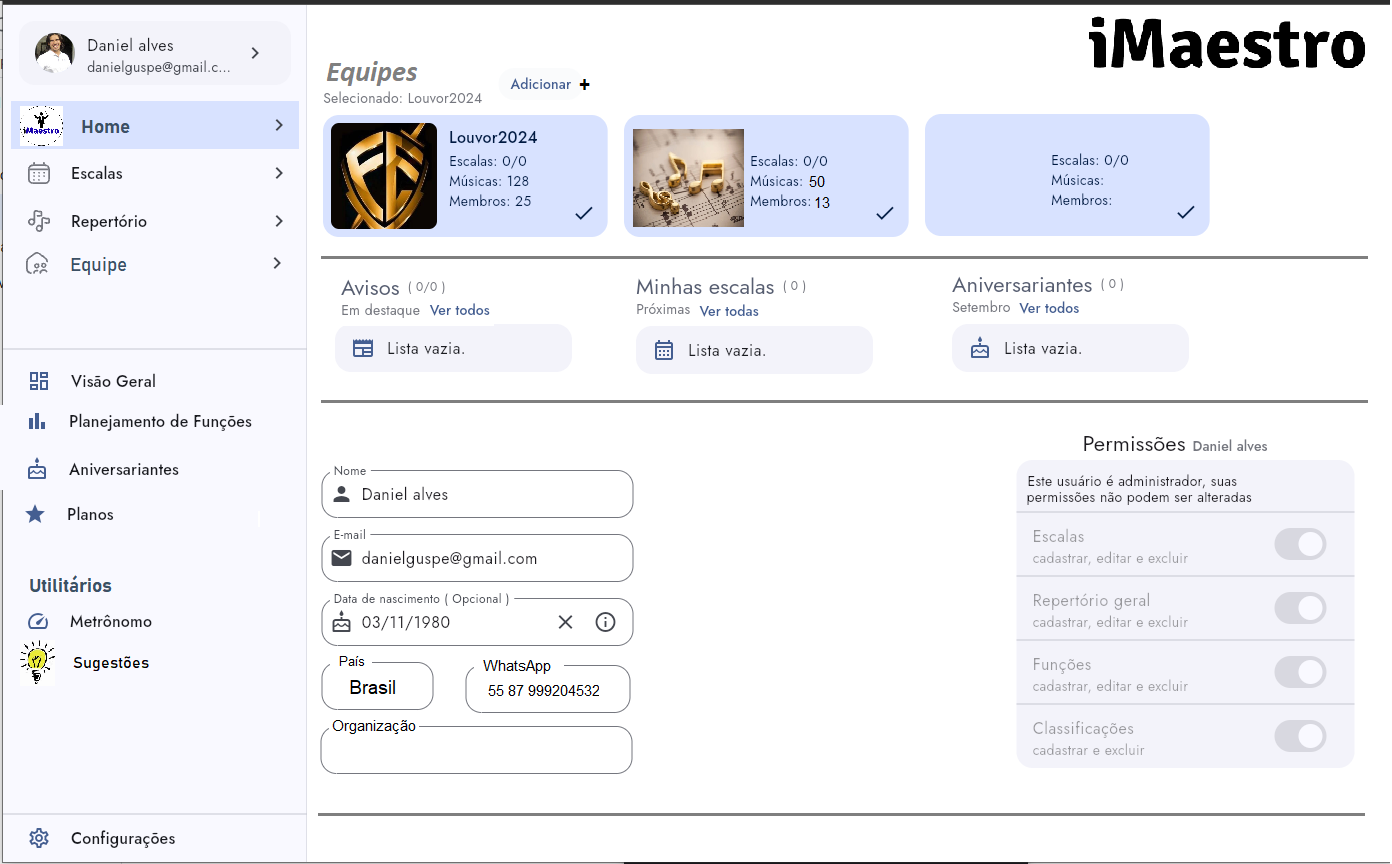 Daniel alves
danielguspe@gmail.c...
iMaestro
Home
Escalas
Repertório
Equipe
Visão Geral
Planejamento de Funções
Aniversariantes
Planos
Utilitários
Metrônomo
Sugestões
Configurações
iMaestro
Equipes
Selecionado: Louvor2024
Adicionar +
Louvor2024
Escalas: 0/0
Músicas: 128
Membros: 25
Escalas: 0/0
Músicas: 50
Membros: 13
Escalas: 0/0
Músicas:
Membros:
Avisos ( 0/0 )
Em destaque Ver todos
Lista vazia.
Minhas escalas ( 0 )
Próximas Ver todas
Lista vazia.
Aniversariantes ( 0 )
Setembro Ver todos
Lista vazia.
Nome
Daniel alves
E-mail
danielguspe@gmail.com
Data de nascimento ( Opcional )
03/11/1980
País
Brasil
WhatsApp
55 87 999204532
Organização
Permissões Daniel alves
Este usuário é administrador, suas
permissões não podem ser alteradas
Escalas
cadastrar, editar e excluir
Repertório geral
cadastrar, editar e excluir
Funções
cadastrar, editar e excluir
Classificações
cadastrar e excluir